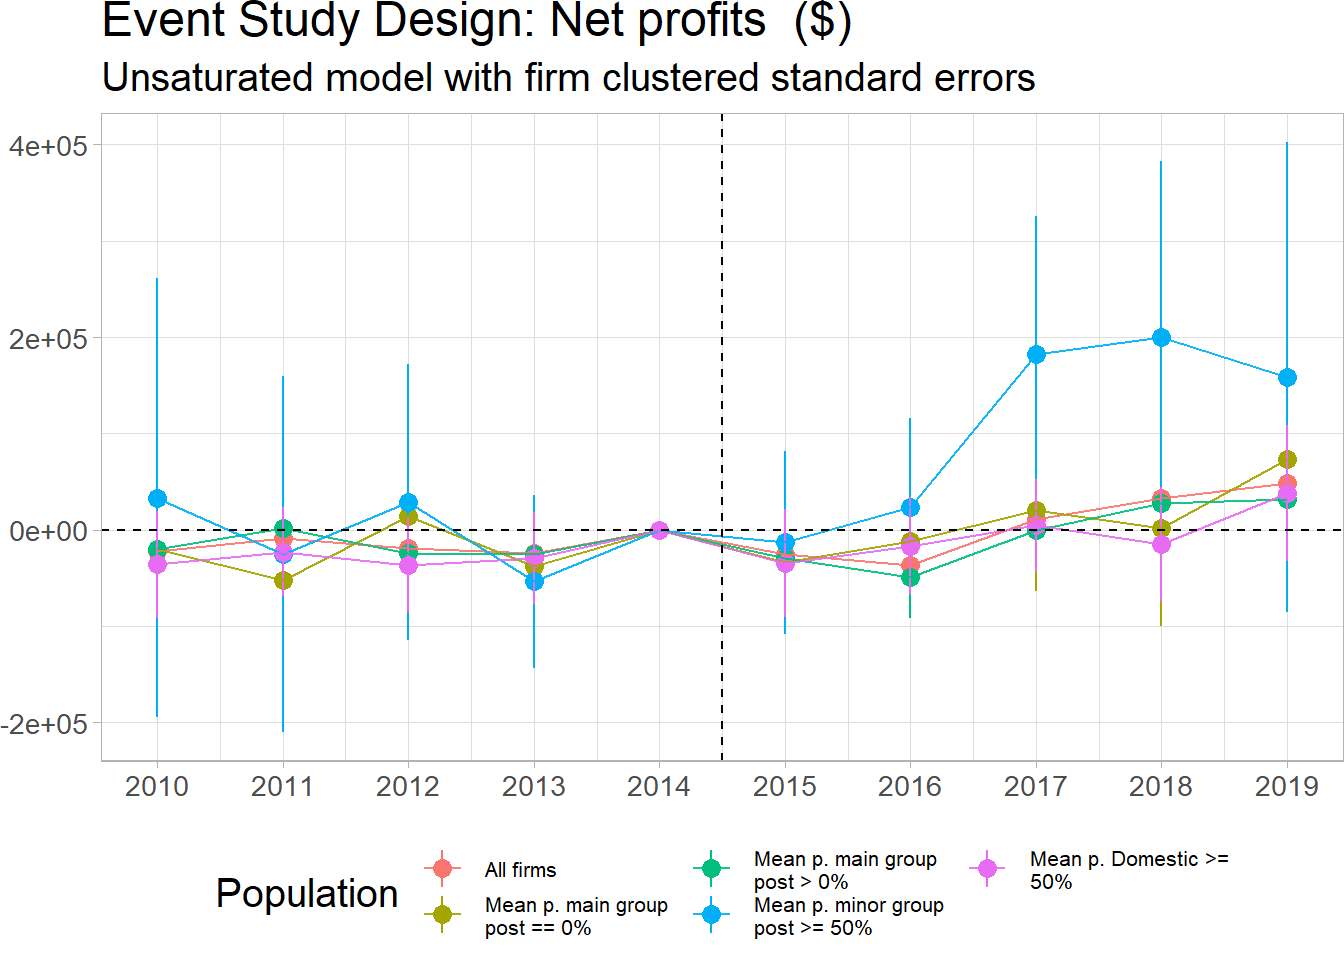 Event Study Design: Net profits  ($)
Unsaturated model with firm clustered standard errors
4e+05
2e+05
0e+00
-2e+05
2010 2011 2012 2013 2014 2015 2016 2017 2018 2019
Population
All firms
Mean p. main group
post == 0%
Mean p. main group
post > 0%
Mean p. minor group
post >= 50%
Mean p. Domestic >=
50%